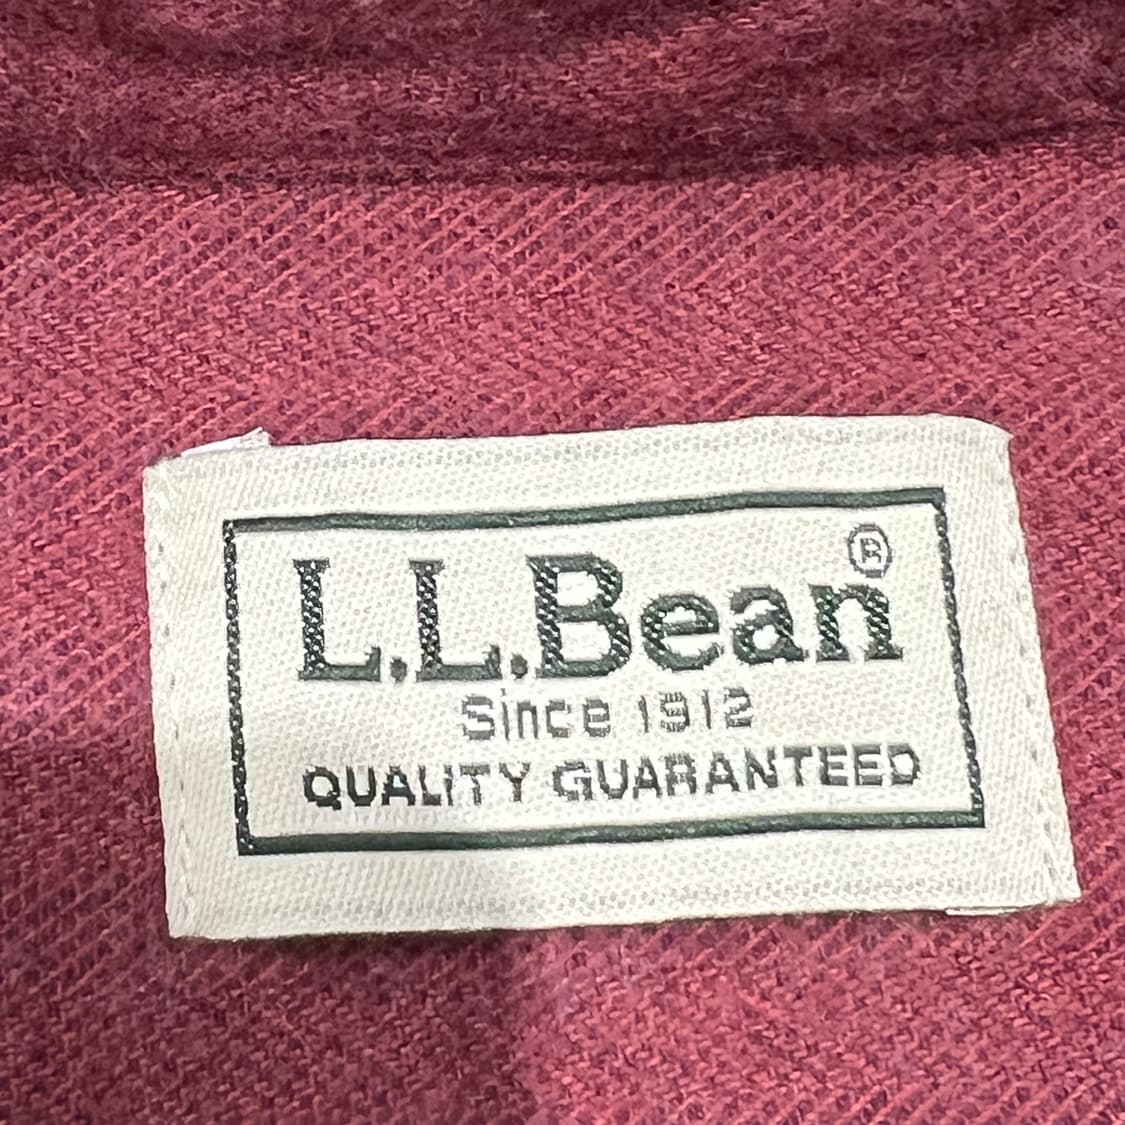 L.L.Bean®
Since 1912
QUALITY GUARANTEED